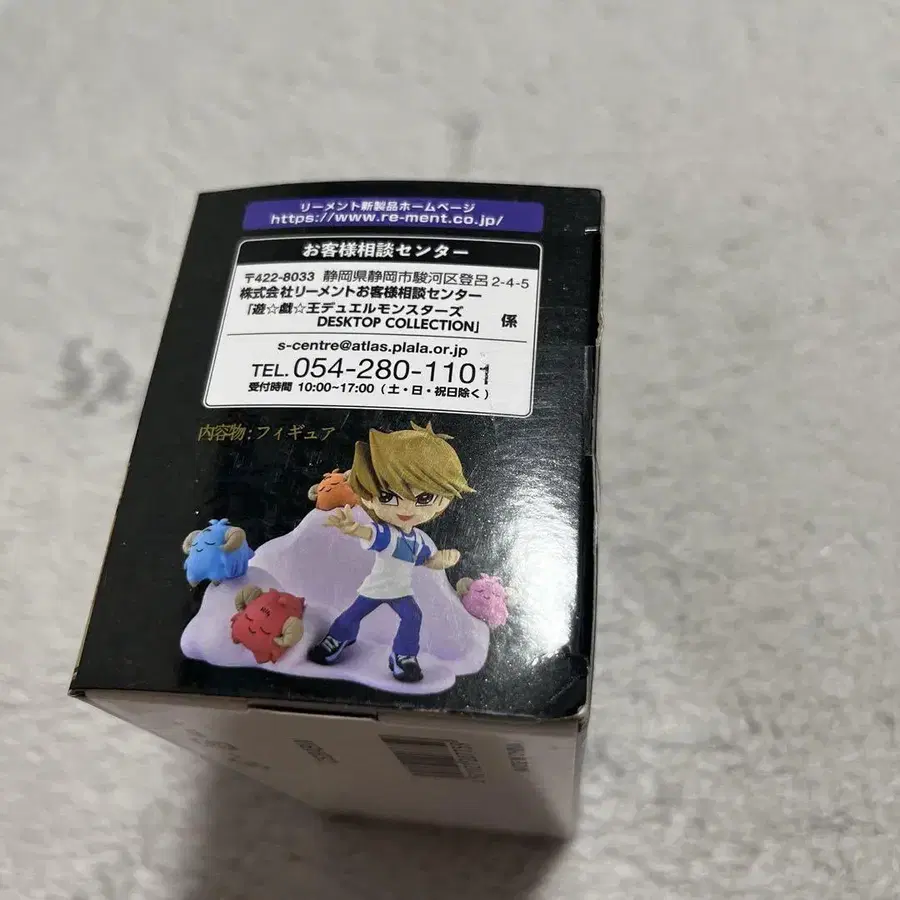 リーメント新製品ホームページ
https://www.re-ment.co.jp/
お客様相談センター
〒422-8033 静岡県静岡市駿河区登呂2-4-5
株式会社リーメントお客様相談センター
「遊☆戯☆王デュエルモンスターズ
DESKTOP COLLECTION」 係
s-centre@atlas.plala.or.jp
TEL. 054-280-1101
受付時間 10:00~17:00 (土・日・祝日除く)
内容物:フィギュア